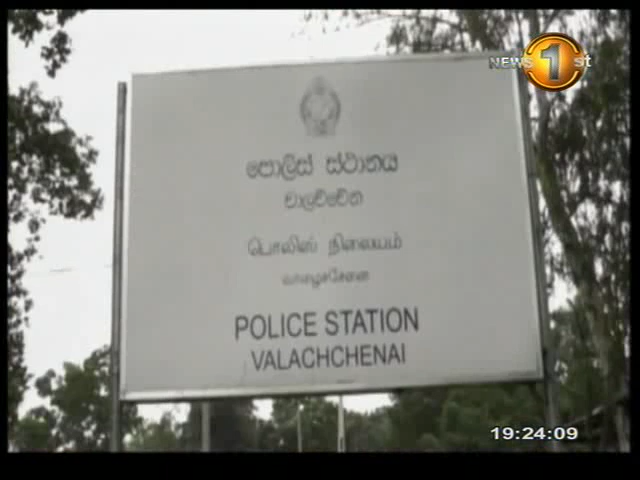 NEWS 1st
පොලිස් ස්ථානය
වාලච්චේන
பொலிஸ் நிலையம்
வாழைச்சேனை
POLICE STATION
VALACHCHENAI
19:24:09